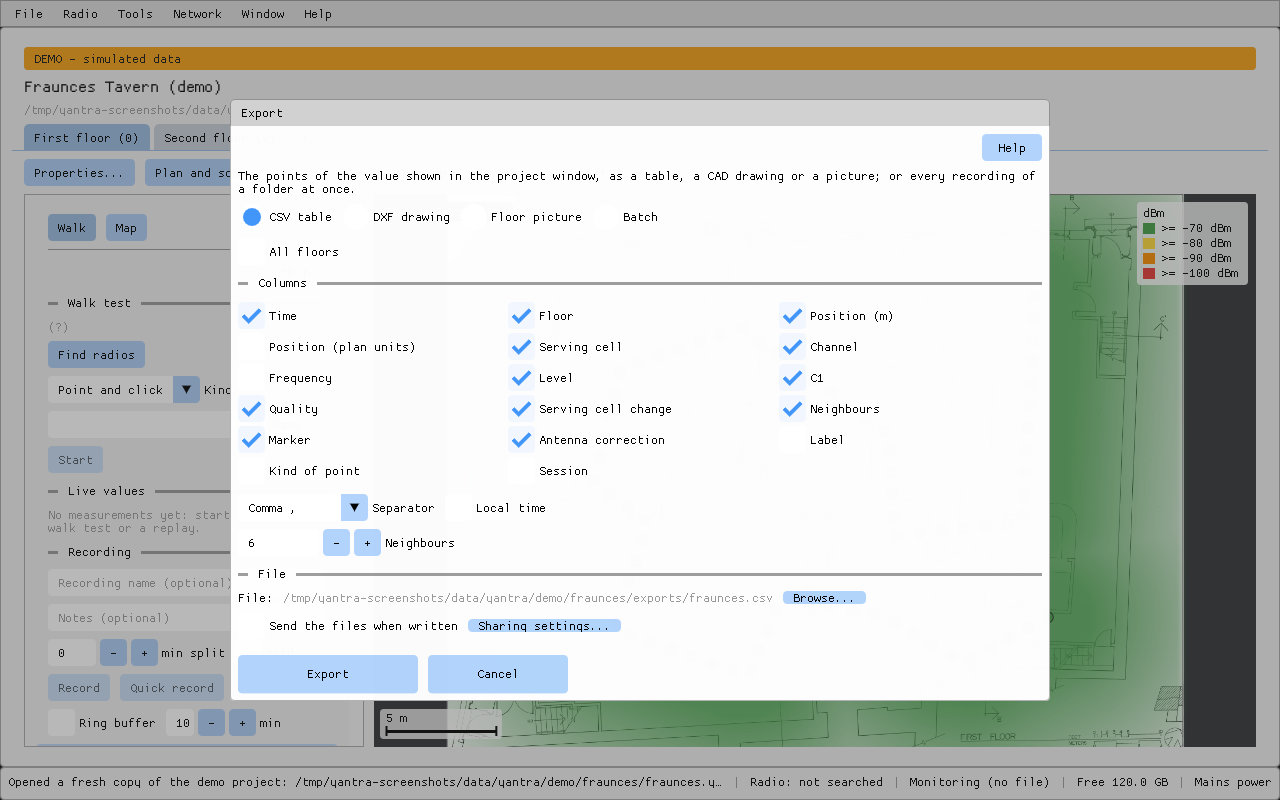 File Radio Tools Network Window Help
DEMO - simulated data
Fraunces Tavern (demo)
/tmp/yantra-screenshots/data/
First floor (0) Second flo
Properties... Plan and sc
Export
Help
The points of the value shown in the project window, as a table, a CAD drawing or a picture; or every recording of
a folder at once.
CSV table DXF drawing Floor picture Batch
All floors
Columns
Time Floor Position (m)
Position (plan units) Serving cell Channel
Frequency Level C1
Quality Serving cell change Neighbours
Marker Antenna correction Label
Kind of point Session
Comma , Separator Local time
6 - + Neighbours
File
File: /tmp/yantra-screenshots/data/yantra/demo/fraunces/exports/fraunces.csv Browse...
Send the files when written Sharing settings...
Export Cancel
Walk Map
Walk test
(?)
Find radios
Point and click Kind
Start
Live values
No measurements yet: start
walk test or a replay.
Recording
Recording name (optional)
Notes (optional)
0 - + min split
Record Quick record
Ring buffer 10 - + min
dBm
>= -70 dBm
>= -80 dBm
>= -90 dBm
>= -100 dBm
5 m
FIRST FLOOR
Opened a fresh copy of the demo project: /tmp/yantra-screenshots/data/yantra/demo/fraunces/fraunces.y… | Radio: not searched | Monitoring (no file) | Free 120.0 GB | Mains power